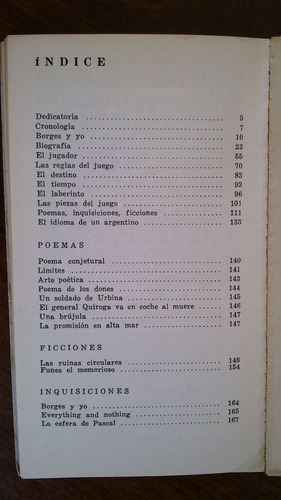 ÍNDICE
Dedicatoria 5
Cronología 7
Borges y yo 10
Biografía 23
El jugador 55
Las reglas del juego 70
El destino 83
El tiempo 93
El laberinto 96
Las piezas del juego 101
Poemas, inquisiciones, ficciones 111
El idioma de un argentino 133
POEMAS
Poema conjetural 140
Límites 141
Arte poética 143
Poema de los dones 144
Un soldado de Urbina 145
El general Quiroga va en coche al muere 146
Una brújula 147
La promisión en alta mar 147
FICCIONES
Las ruinas circulares 148
Funes el memorioso 154
INQUISICIONES
Borges y yo 164
Everything and nothing 165
La esfera de Pascal 167